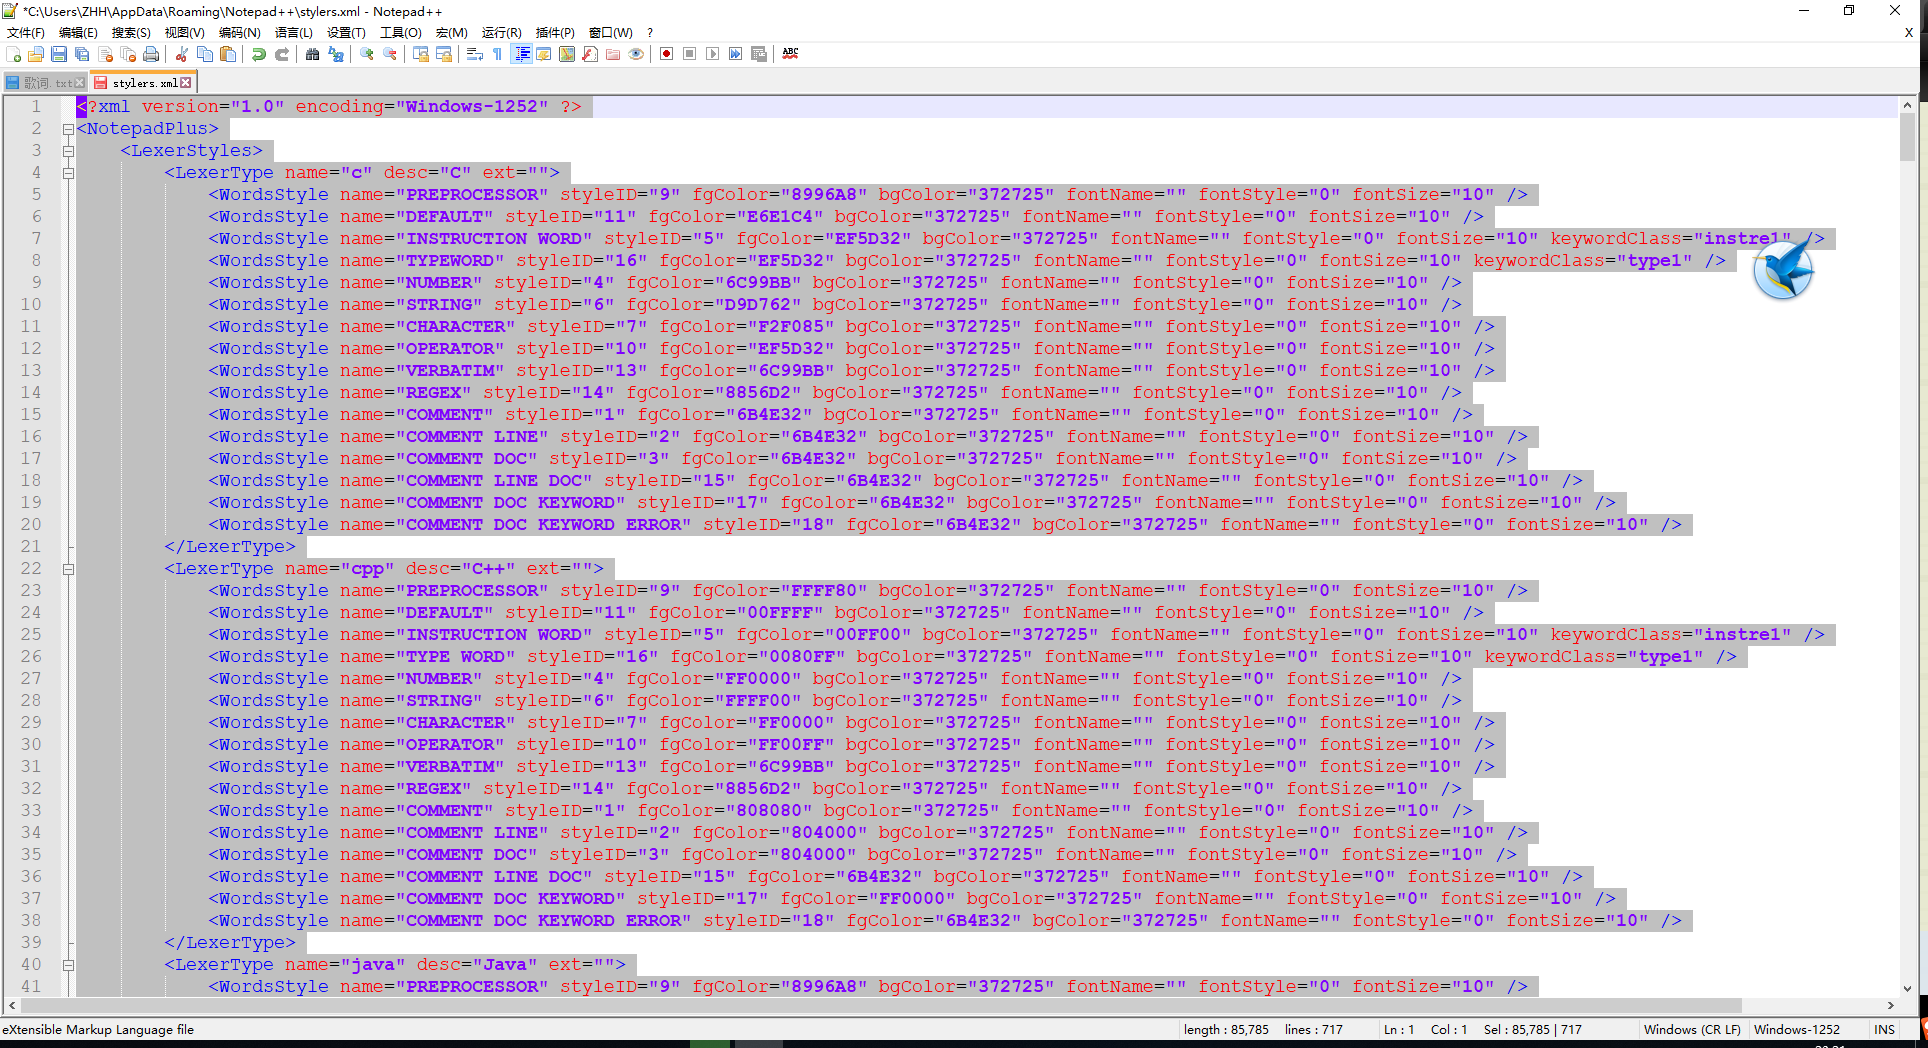 *C:\Users\ZHH\AppData\Roaming\Notepad++\stylers.xml - Notepad++
文件(F) 编辑(E) 搜索(S) 视图(V) 编码(N) 语言(L) 设置(T) 工具(O) 宏(M) 运行(R) 插件(P) 窗口(W) ? X
ABC
歌词.txt stylers.xml
1 <?xml version="1.0" encoding="Windows-1252" ?>
2 <NotepadPlus>
3 <LexerStyles>
4 <LexerType name="c" desc="C" ext="">
5 <WordsStyle name="PREPROCESSOR" styleID="9" fgColor="8996A8" bgColor="372725" fontName="" fontStyle="0" fontSize="10" />
6 <WordsStyle name="DEFAULT" styleID="11" fgColor="E6E1C4" bgColor="372725" fontName="" fontStyle="0" fontSize="10" />
7 <WordsStyle name="INSTRUCTION WORD" styleID="5" fgColor="EF5D32" bgColor="372725" fontName="" fontStyle="0" fontSize="10" keywordClass="instre1" />
8 <WordsStyle name="TYPEWORD" styleID="16" fgColor="EF5D32" bgColor="372725" fontName="" fontStyle="0" fontSize="10" keywordClass="type1" />
9 <WordsStyle name="NUMBER" styleID="4" fgColor="6C99BB" bgColor="372725" fontName="" fontStyle="0" fontSize="10" />
10 <WordsStyle name="STRING" styleID="6" fgColor="D9D762" bgColor="372725" fontName="" fontStyle="0" fontSize="10" />
11 <WordsStyle name="CHARACTER" styleID="7" fgColor="F2F085" bgColor="372725" fontName="" fontStyle="0" fontSize="10" />
12 <WordsStyle name="OPERATOR" styleID="10" fgColor="EF5D32" bgColor="372725" fontName="" fontStyle="0" fontSize="10" />
13 <WordsStyle name="VERBATIM" styleID="13" fgColor="6C99BB" bgColor="372725" fontName="" fontStyle="0" fontSize="10" />
14 <WordsStyle name="REGEX" styleID="14" fgColor="8856D2" bgColor="372725" fontName="" fontStyle="0" fontSize="10" />
15 <WordsStyle name="COMMENT" styleID="1" fgColor="6B4E32" bgColor="372725" fontName="" fontStyle="0" fontSize="10" />
16 <WordsStyle name="COMMENT LINE" styleID="2" fgColor="6B4E32" bgColor="372725" fontName="" fontStyle="0" fontSize="10" />
17 <WordsStyle name="COMMENT DOC" styleID="3" fgColor="6B4E32" bgColor="372725" fontName="" fontStyle="0" fontSize="10" />
18 <WordsStyle name="COMMENT LINE DOC" styleID="15" fgColor="6B4E32" bgColor="372725" fontName="" fontStyle="0" fontSize="10" />
19 <WordsStyle name="COMMENT DOC KEYWORD" styleID="17" fgColor="6B4E32" bgColor="372725" fontName="" fontStyle="0" fontSize="10" />
20 <WordsStyle name="COMMENT DOC KEYWORD ERROR" styleID="18" fgColor="6B4E32" bgColor="372725" fontName="" fontStyle="0" fontSize="10" />
21 </LexerType>
22 <LexerType name="cpp" desc="C++" ext="">
23 <WordsStyle name="PREPROCESSOR" styleID="9" fgColor="FFFF80" bgColor="372725" fontName="" fontStyle="0" fontSize="10" />
24 <WordsStyle name="DEFAULT" styleID="11" fgColor="00FFFF" bgColor="372725" fontName="" fontStyle="0" fontSize="10" />
25 <WordsStyle name="INSTRUCTION WORD" styleID="5" fgColor="00FF00" bgColor="372725" fontName="" fontStyle="0" fontSize="10" keywordClass="instre1" />
26 <WordsStyle name="TYPE WORD" styleID="16" fgColor="0080FF" bgColor="372725" fontName="" fontStyle="0" fontSize="10" keywordClass="type1" />
27 <WordsStyle name="NUMBER" styleID="4" fgColor="FF0000" bgColor="372725" fontName="" fontStyle="0" fontSize="10" />
28 <WordsStyle name="STRING" styleID="6" fgColor="FFFF00" bgColor="372725" fontName="" fontStyle="0" fontSize="10" />
29 <WordsStyle name="CHARACTER" styleID="7" fgColor="FF0000" bgColor="372725" fontName="" fontStyle="0" fontSize="10" />
30 <WordsStyle name="OPERATOR" styleID="10" fgColor="FF00FF" bgColor="372725" fontName="" fontStyle="0" fontSize="10" />
31 <WordsStyle name="VERBATIM" styleID="13" fgColor="6C99BB" bgColor="372725" fontName="" fontStyle="0" fontSize="10" />
32 <WordsStyle name="REGEX" styleID="14" fgColor="8856D2" bgColor="372725" fontName="" fontStyle="0" fontSize="10" />
33 <WordsStyle name="COMMENT" styleID="1" fgColor="808080" bgColor="372725" fontName="" fontStyle="0" fontSize="10" />
34 <WordsStyle name="COMMENT LINE" styleID="2" fgColor="804000" bgColor="372725" fontName="" fontStyle="0" fontSize="10" />
35 <WordsStyle name="COMMENT DOC" styleID="3" fgColor="804000" bgColor="372725" fontName="" fontStyle="0" fontSize="10" />
36 <WordsStyle name="COMMENT LINE DOC" styleID="15" fgColor="6B4E32" bgColor="372725" fontName="" fontStyle="0" fontSize="10" />
37 <WordsStyle name="COMMENT DOC KEYWORD" styleID="17" fgColor="FF0000" bgColor="372725" fontName="" fontStyle="0" fontSize="10" />
38 <WordsStyle name="COMMENT DOC KEYWORD ERROR" styleID="18" fgColor="6B4E32" bgColor="372725" fontName="" fontStyle="0" fontSize="10" />
39 </LexerType>
40 <LexerType name="java" desc="Java" ext="">
41 <WordsStyle name="PREPROCESSOR" styleID="9" fgColor="8996A8" bgColor="372725" fontName="" fontStyle="0" fontSize="10" />
eXtensible Markup Language file length : 85,785 lines : 717 Ln : 1 Col : 1 Sel : 85,785 | 717 Windows (CR LF) Windows-1252 INS